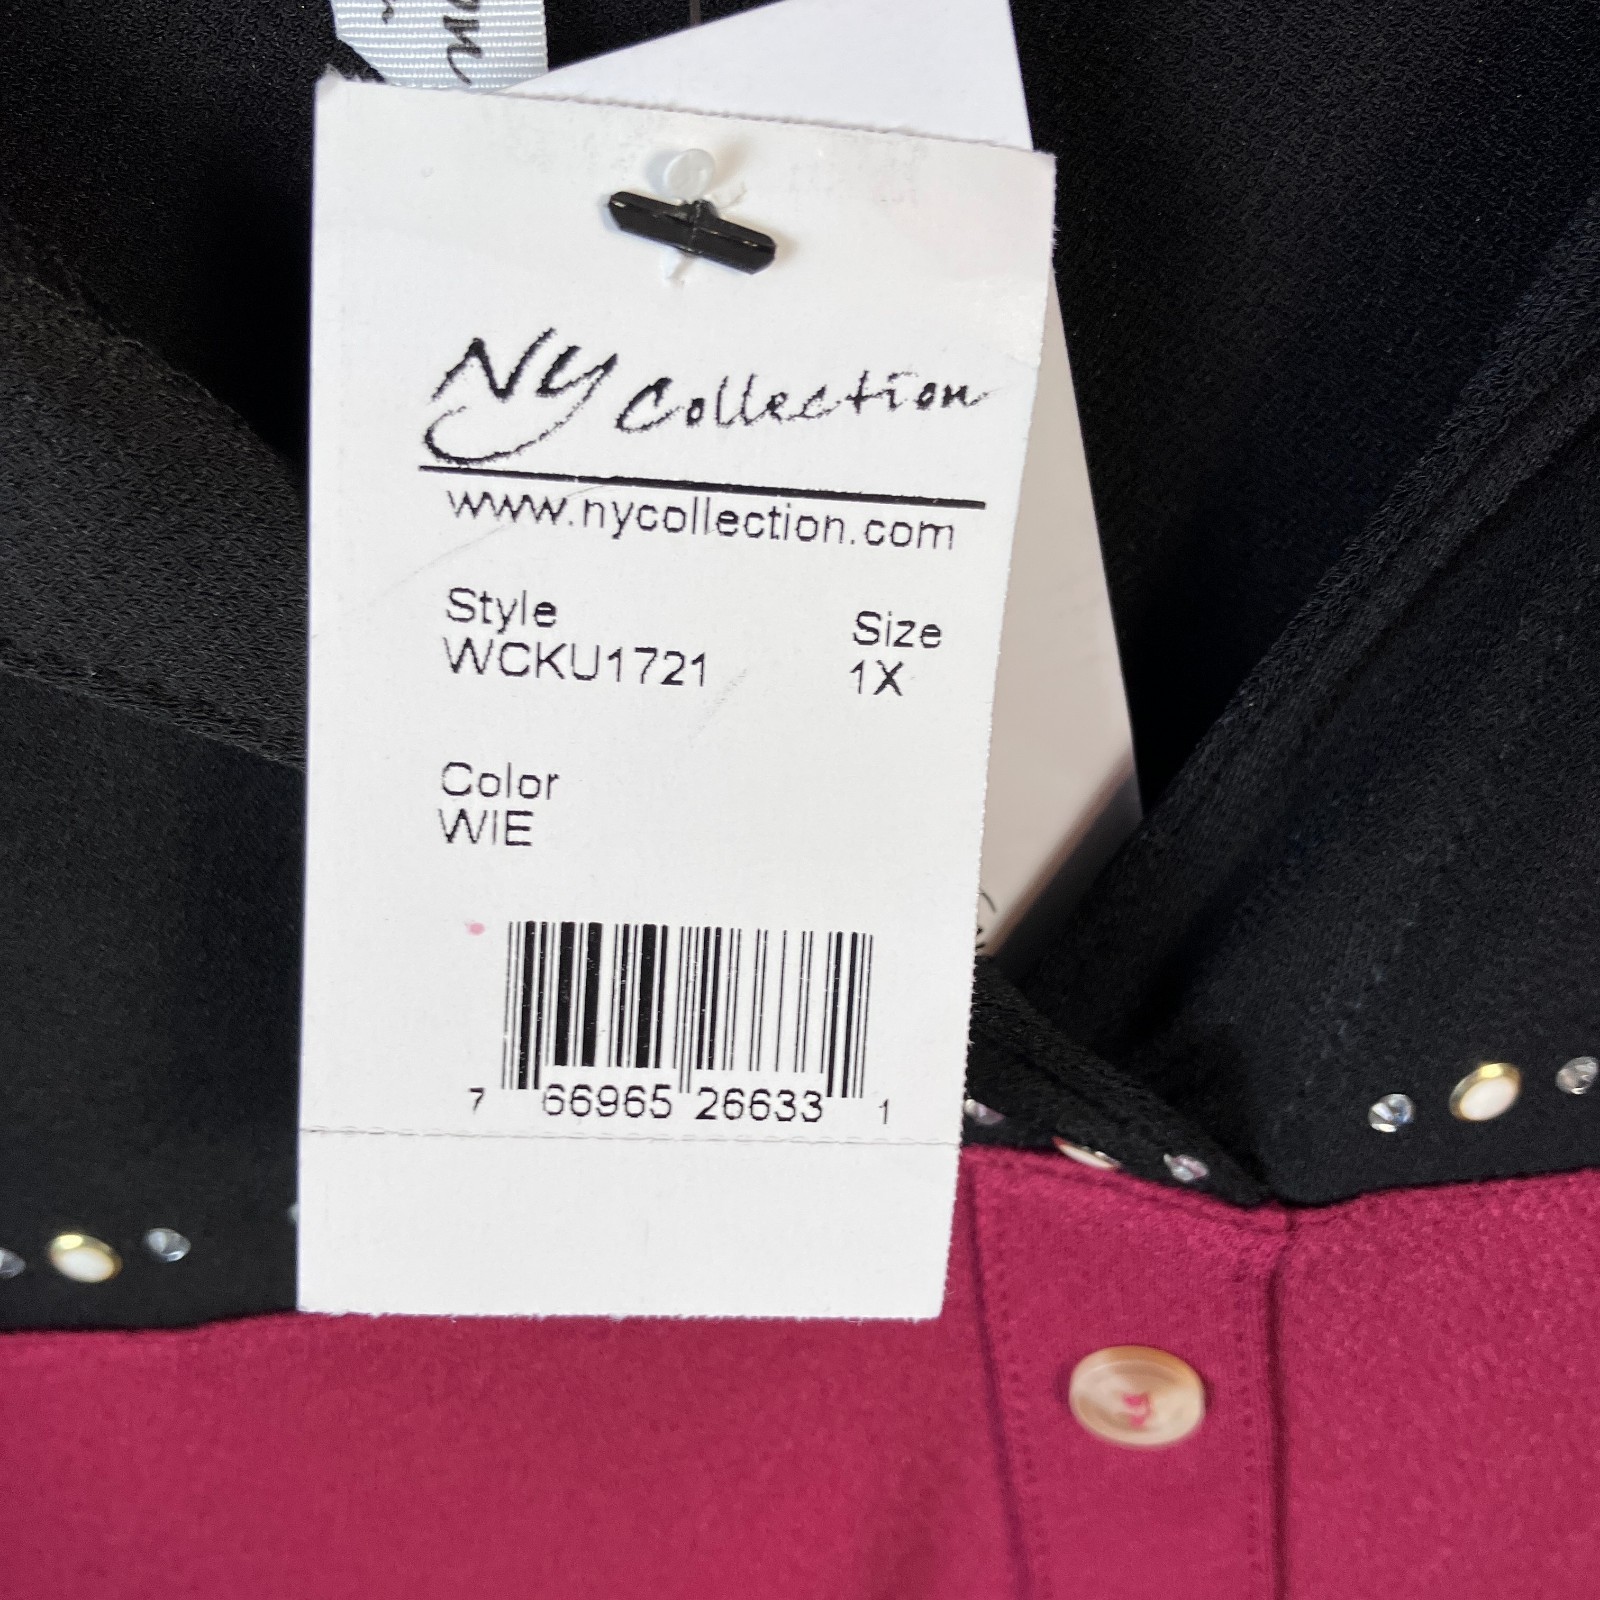 NY Collection
www.nycollection.com
Style Size
WCKU1721 1X
Color
WIE
7 66965 26633 1